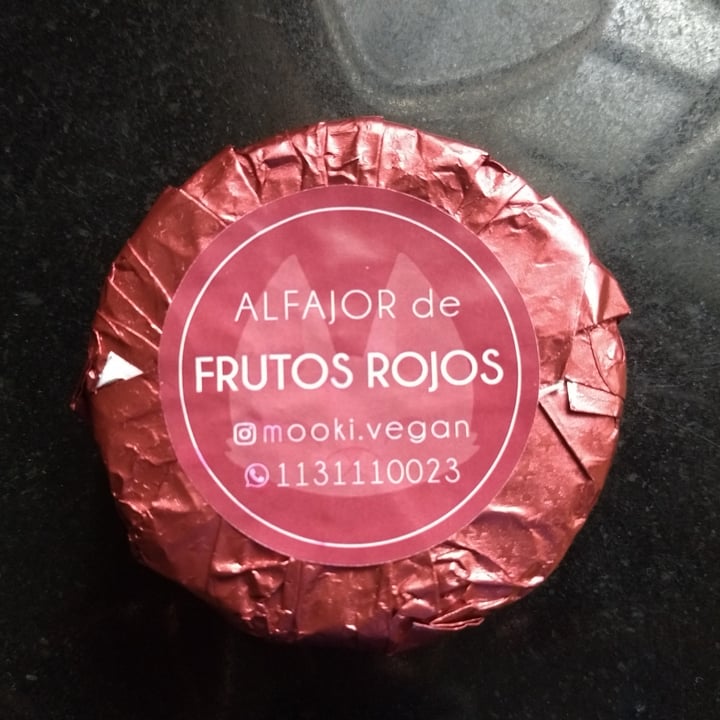 ALFAJOR de
FRUTOS ROJOS
mooki.vegan
1131110023